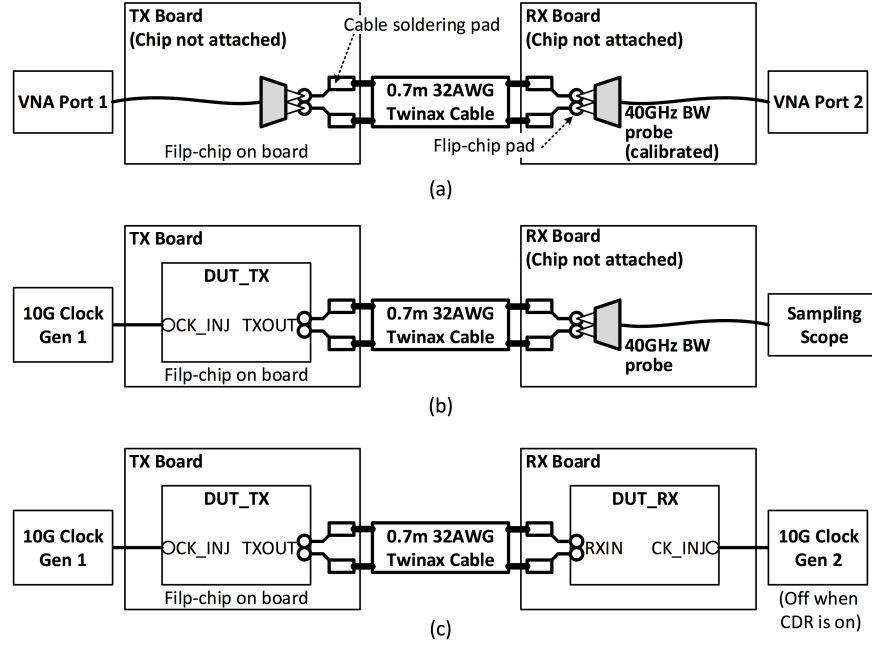 TX Board
(Chip not attached)
Cable soldering pad
RX Board
(Chip not attached)
VNA Port 1
0.7m 32AWG
Twinax Cable
VNA Port 2
40GHz BW
probe
(calibrated)
Filp-chip on board
Flip-chip pad
(a)
TX Board
RX Board
(Chip not attached)
DUT_TX
10G Clock
Gen 1
CK_INJ TXOUT
0.7m 32AWG
Twinax Cable
Sampling
Scope
40GHz BW
probe
Filp-chip on board
(b)
TX Board
RX Board
DUT_TX
DUT_RX
10G Clock
Gen 1
CK_INJ TXOUT
0.7m 32AWG
Twinax Cable
RXIN CK_INJ
10G Clock
Gen 2
Filp-chip on board
(Off when
CDR is on)
(c)